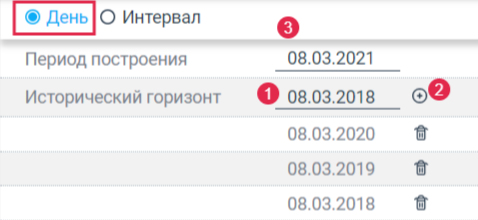 День Интервал
3
Период построения 08.03.2021
Исторический горизонт 1 08.03.2018 2
08.03.2020
08.03.2019
08.03.2018